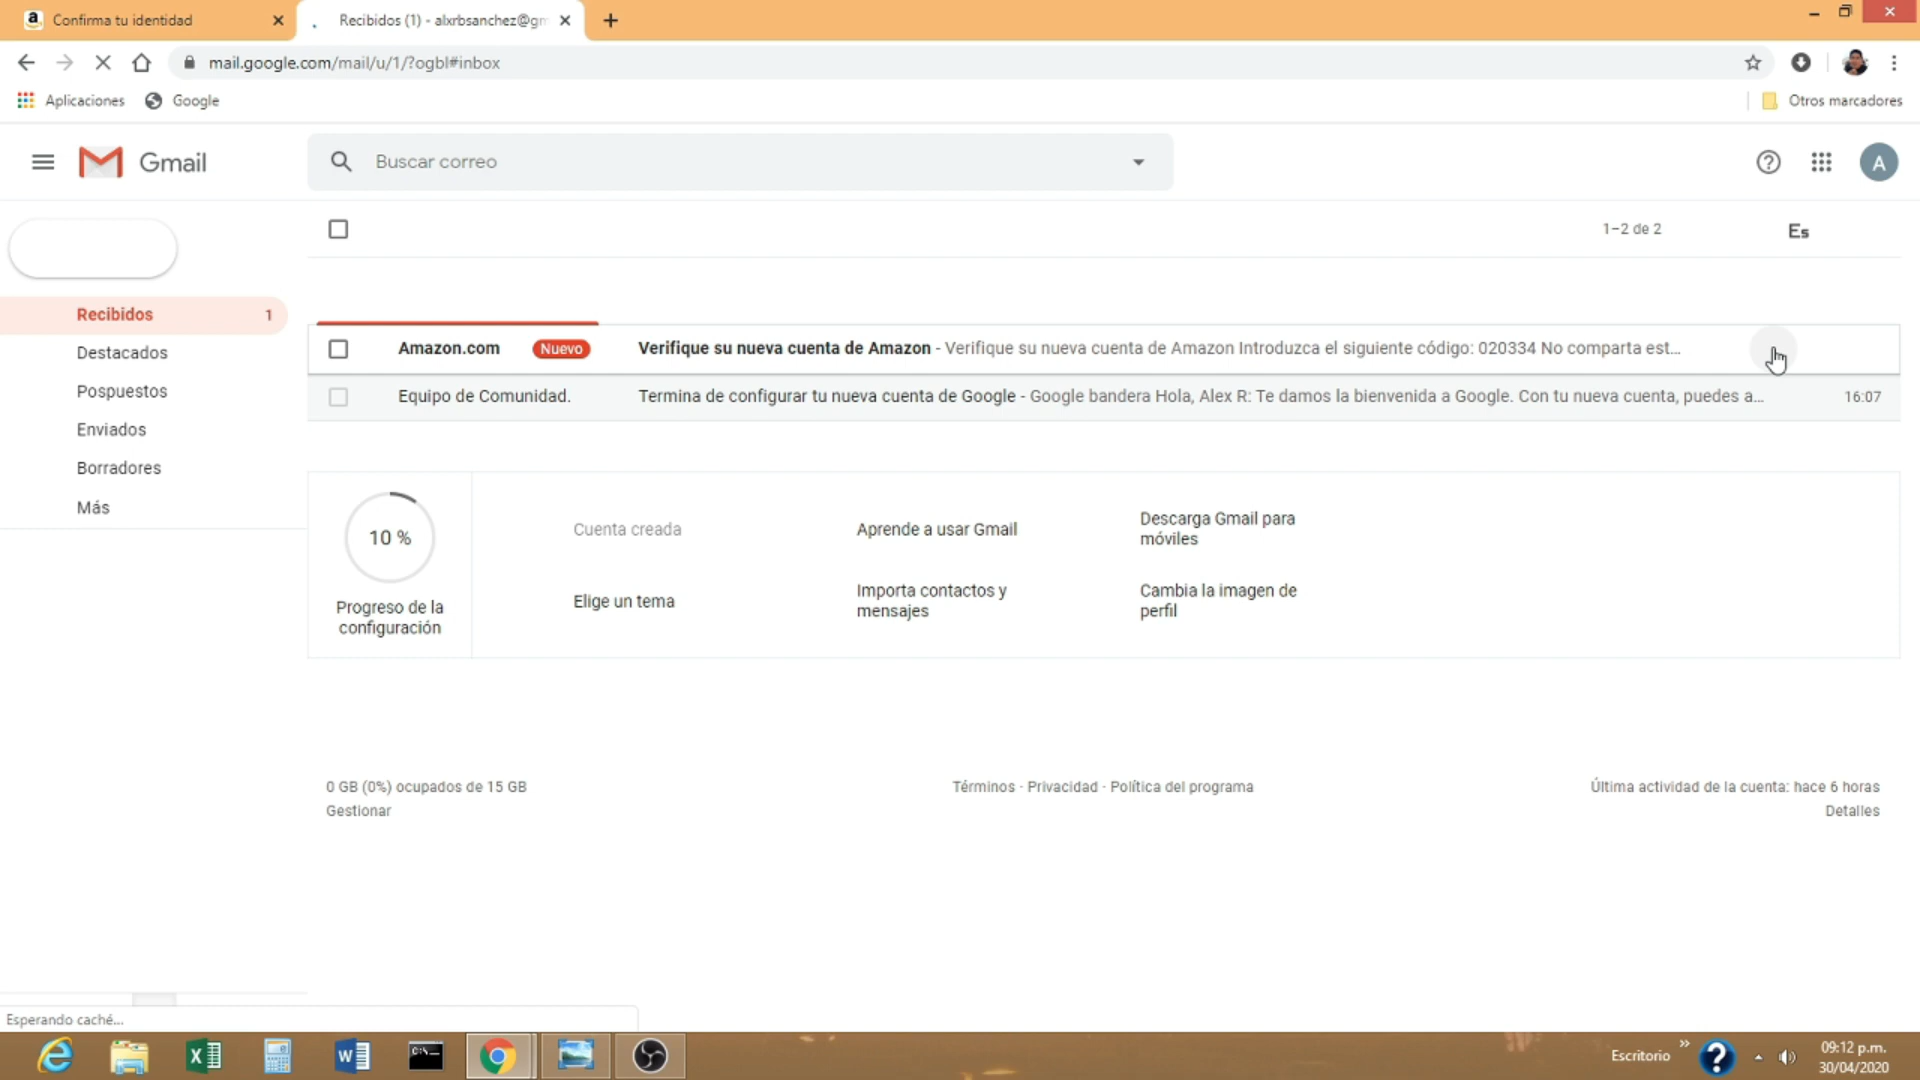 Confirma tu identidad
Recibidos (1) - alxrbsanchez@gm
mail.google.com/mail/u/1/?ogbl#inbox
Aplicaciones
Google
Otros marcadores
Gmail
Buscar correo
A
1–2 de 2
Es
Recibidos 1
Amazon.com Nuevo Verifique su nueva cuenta de Amazon - Verifique su nueva cuenta de Amazon Introduzca el siguiente código: 020334 No comparta est...
Equipo de Comunidad. Termina de configurar tu nueva cuenta de Google - Google bandera Hola, Alex R: Te damos la bienvenida a Google. Con tu nueva cuenta, puedes a... 16:07
Destacados
Pospuestos
Enviados
Borradores
Más
10 %
Progreso de la
configuración
Cuenta creada
Aprende a usar Gmail
Descarga Gmail para
móviles
Elige un tema
Importa contactos y
mensajes
Cambia la imagen de
perfil
0 GB (0%) ocupados de 15 GB
Gestionar
Términos · Privacidad · Política del programa
Última actividad de la cuenta: hace 6 horas
Detalles
Esperando caché...
Escritorio
09:12 p.m.
30/04/2020